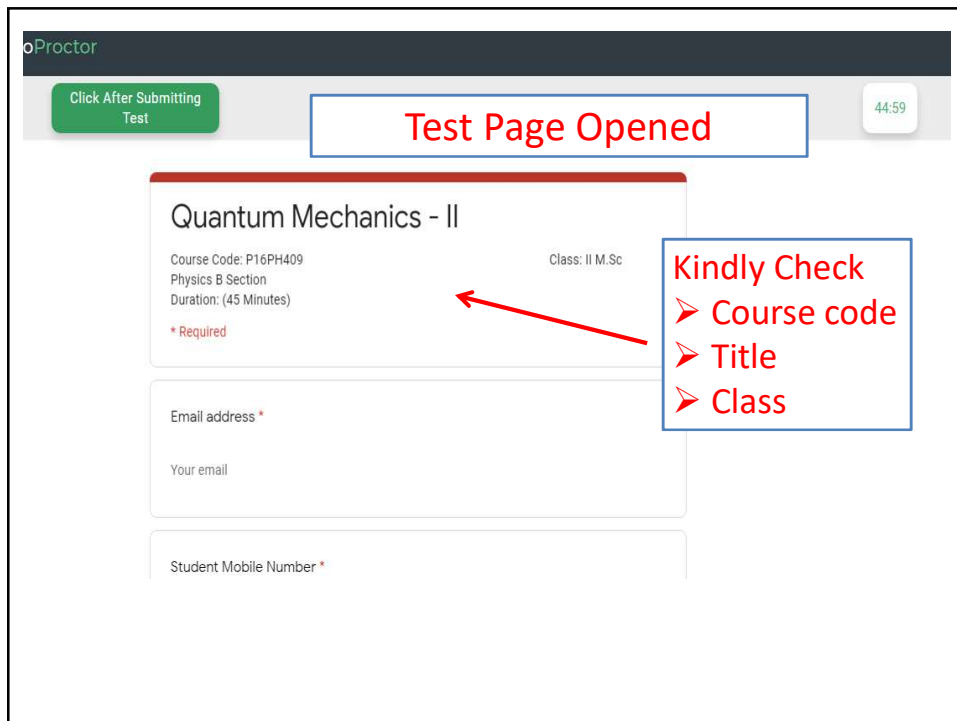 oProctor
Click After Submitting
Test
Test Page Opened
44:59
Quantum Mechanics - II
Course Code: P16PH409 Class: II M.Sc
Physics B Section
Duration: (45 Minutes)
* Required
Kindly Check
➢ Course code
➢ Title
➢ Class
Email address *
Your email
Student Mobile Number *